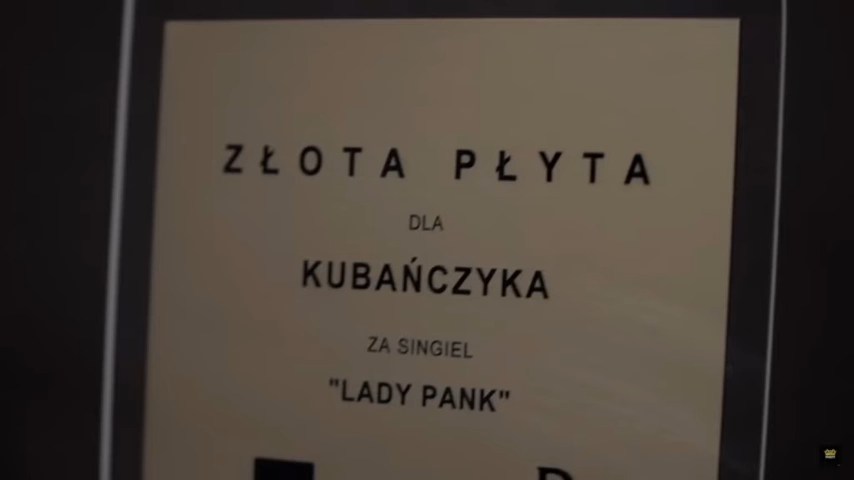 ZŁOTA PŁYTA
DLA
KUBAŃCZYKA
ZA SINGIEL
"LADY PANK"